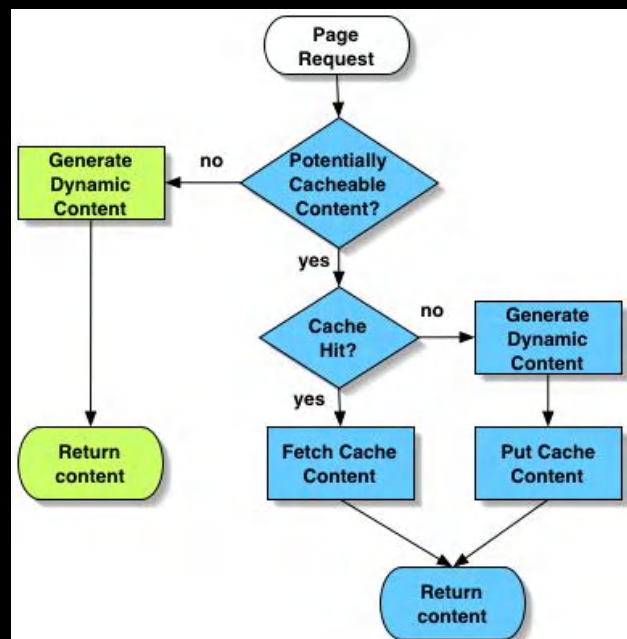 Page
Request
Generate
Dynamic
Content
no
Potentially
Cacheable
Content?
yes
Cache
Hit?
no
Generate
Dynamic
Content
yes
Return
content
Fetch Cache
Content
Put Cache
Content
Return
content